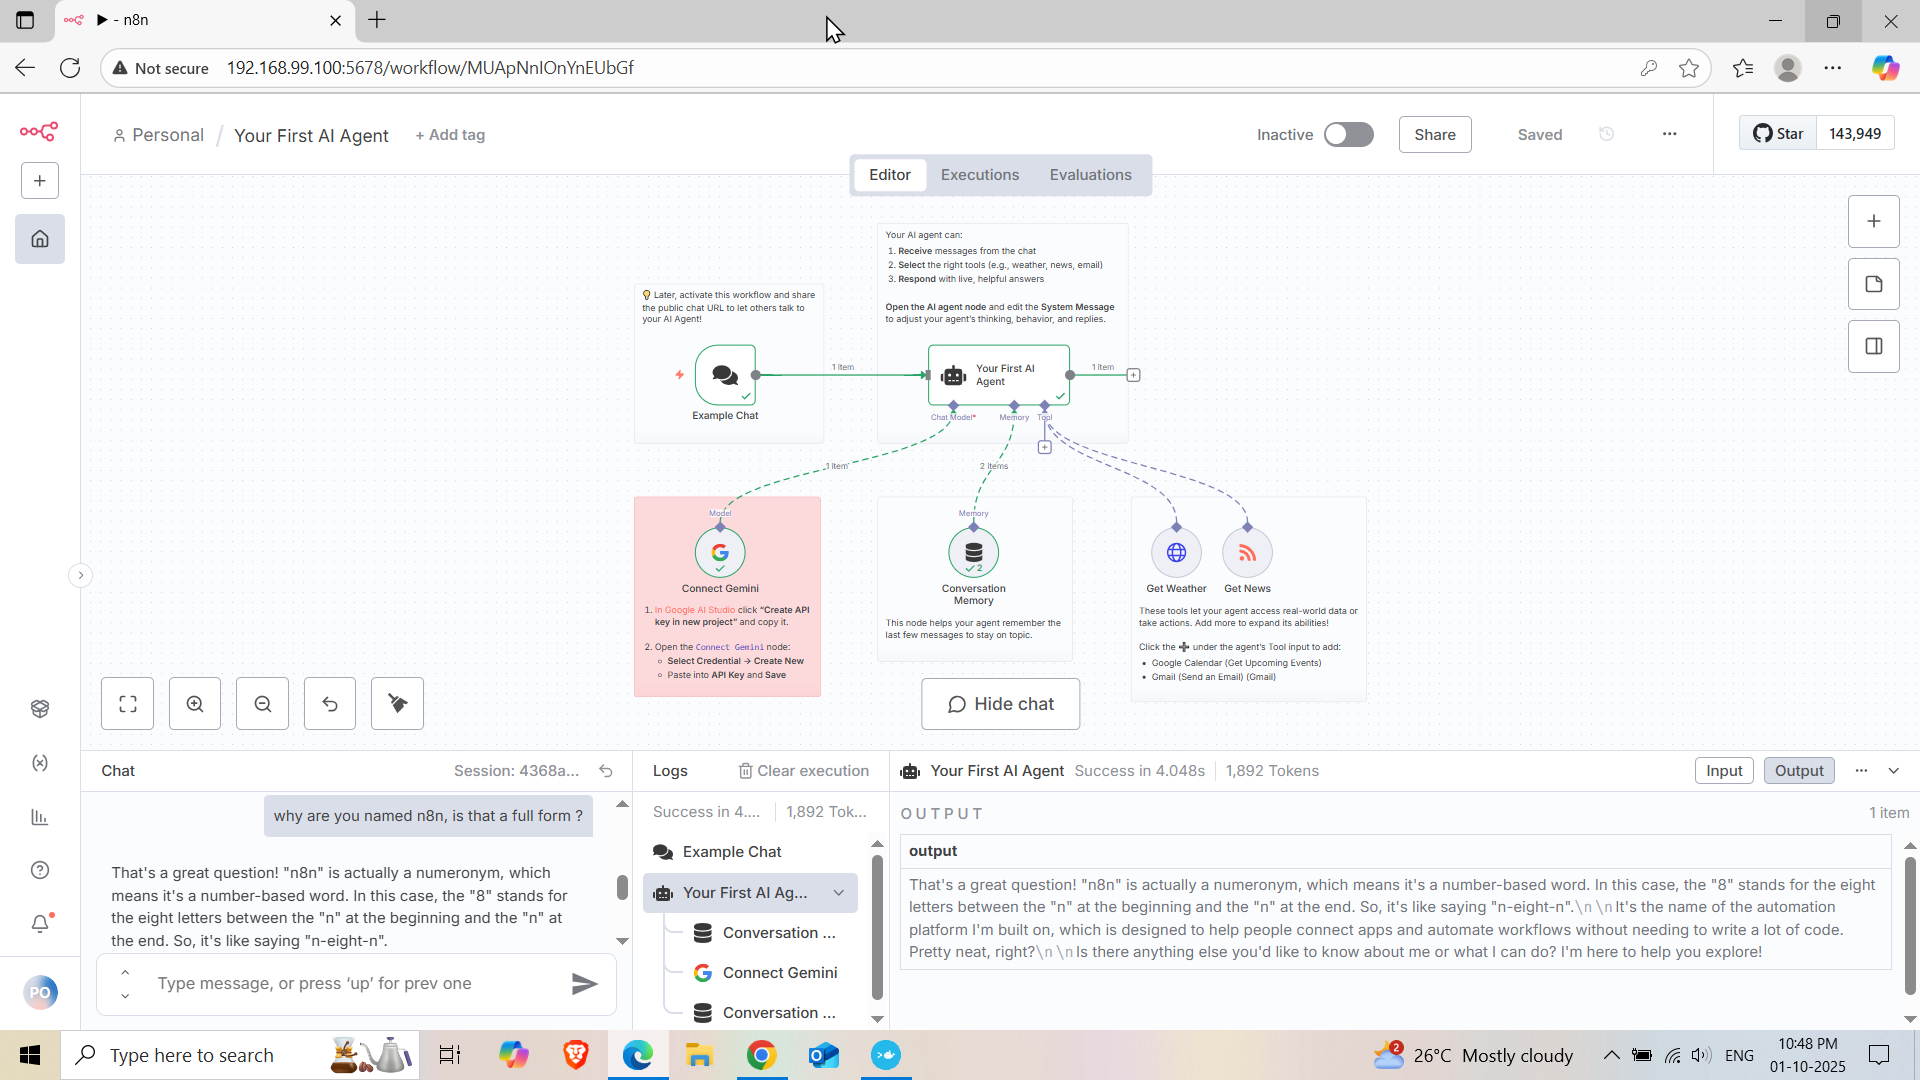 - n8n
Not secure
192.168.99.100:5678/workflow/MUApNnIOnYnEUbGf
Personal / Your First AI Agent
+ Add tag
Inactive
Share
Saved
Star
143,949
Editor
Executions
Evaluations
Your AI agent can:
1. Receive messages from the chat
2. Select the right tools (e.g., weather, news, email)
3. Respond with live, helpful answers
Open the AI agent node and edit the System Message
to adjust your agent's thinking, behavior, and replies.
Later, activate this workflow and share
the public chat URL to let others talk to
your AI Agent!
Example Chat
1 item
Your First AI
Agent
1 item
Chat Model*
Memory
Tool
1 item
2 items
Model
Connect Gemini
1. In Google AI Studio click “Create API
key in new project” and copy it.
2. Open the Connect Gemini node:
Select Credential → Create New
Paste into API Key and Save
Memory
2
Conversation
Memory
This node helps your agent remember the
last few messages to stay on topic.
Get Weather
Get News
These tools let your agent access real-world data or
take actions. Add more to expand its abilities!
Click the ➕ under the agent's Tool input to add:
• Google Calendar (Get Upcoming Events)
• Gmail (Send an Email) (Gmail)
Hide chat
Chat
Session: 4368a...
why are you named n8n, is that a full form ?
That's a great question! "n8n" is actually a numeronym, which
means it's a number-based word. In this case, the "8" stands for
the eight letters between the "n" at the beginning and the "n" at
the end. So, it's like saying "n-eight-n".
Type message, or press ‘up’ for prev one
Logs
Clear execution
Success in 4....
1,892 Tok...
Example Chat
Your First AI Ag...
Conversation ...
Connect Gemini
Conversation ...
Your First AI Agent
Success in 4.048s
1,892 Tokens
Input
Output
OUTPUT
1 item
output
That's a great question! "n8n" is actually a numeronym, which means it's a number-based word. In this case, the "8" stands for the eight
letters between the "n" at the beginning and the "n" at the end. So, it's like saying "n-eight-n".\n\nIt's the name of the automation
platform I'm built on, which is designed to help people connect apps and automate workflows without needing to write a lot of code.
Pretty neat, right?\n\nIs there anything else you'd like to know about me or what I can do? I'm here to help you explore!
PO
Type here to search
2
26°C Mostly cloudy
ENG
10:48 PM
01-10-2025